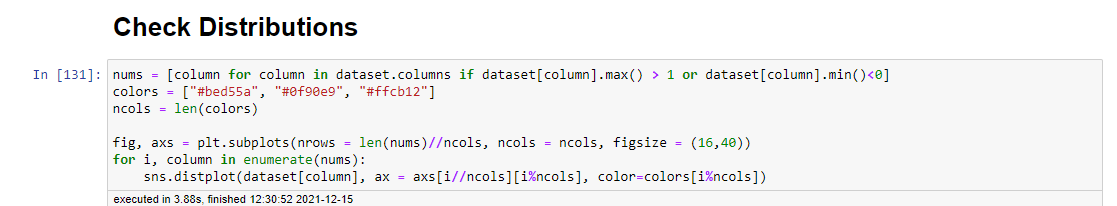 Check Distributions
In [131]: nums = [column for column in dataset.columns if dataset[column].max() > 1 or dataset[column].min()<0]
colors = ["#bed55a", "#0f90e9", "#ffcb12"]
ncols = len(colors)
fig, axs = plt.subplots(nrows = len(nums)//ncols, ncols = ncols, figsize = (16,40))
for i, column in enumerate(nums):
    sns.distplot(dataset[column], ax = axs[i//ncols][i%ncols], color=colors[i%ncols])
executed in 3.88s, finished 12:30:52 2021-12-15